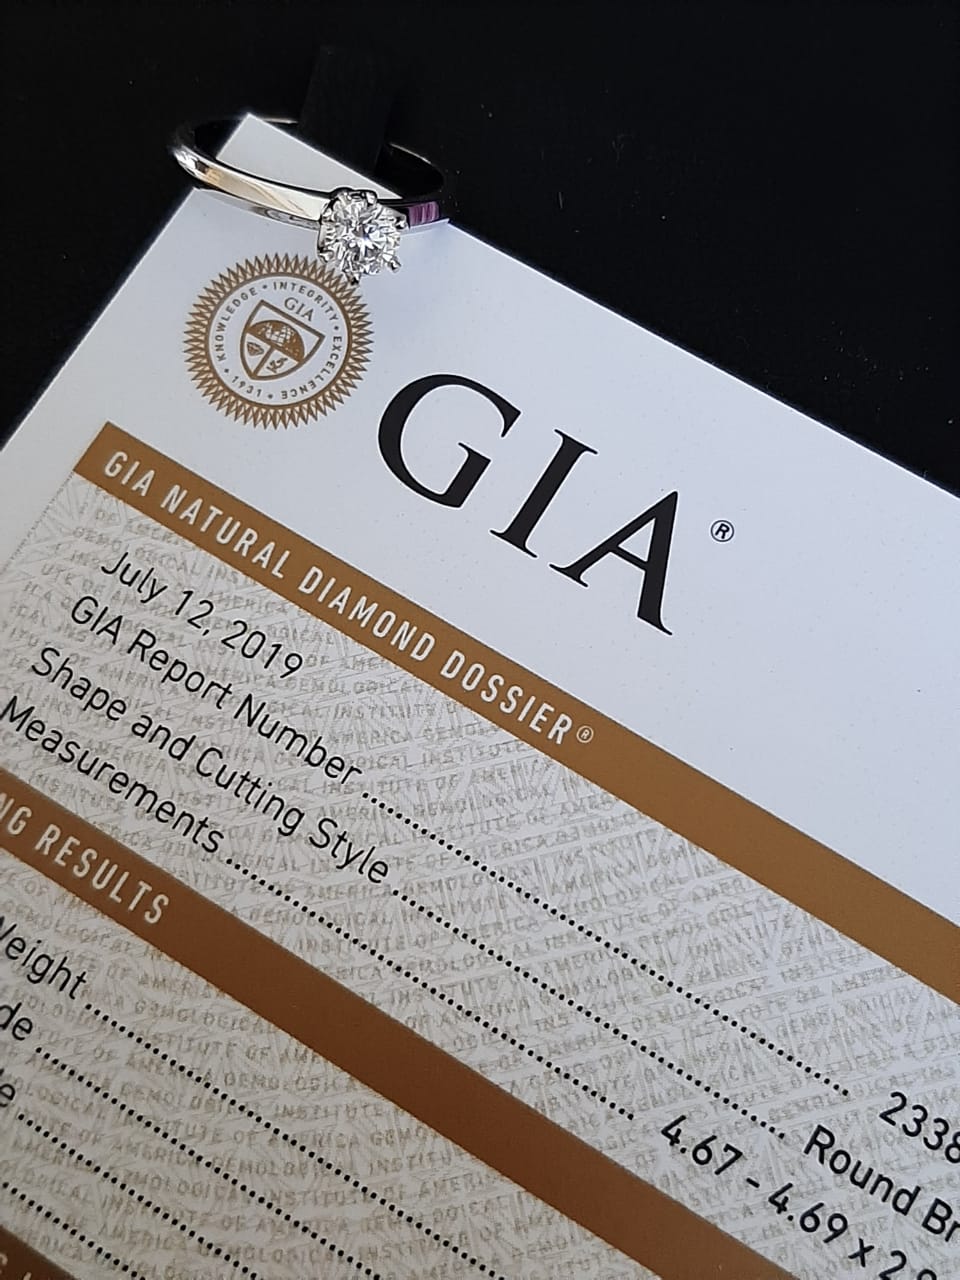 KNOWLEDGE • INTEGRITY • EXCELLENCE • 1931
GIA
GIA®
GIA NATURAL DIAMOND DOSSIER®
July 12, 2019
GIA Report Number 2338
Shape and Cutting Style Round Br
Measurements 4.67 - 4.69 x 2
NG RESULTS
Weight
de
e